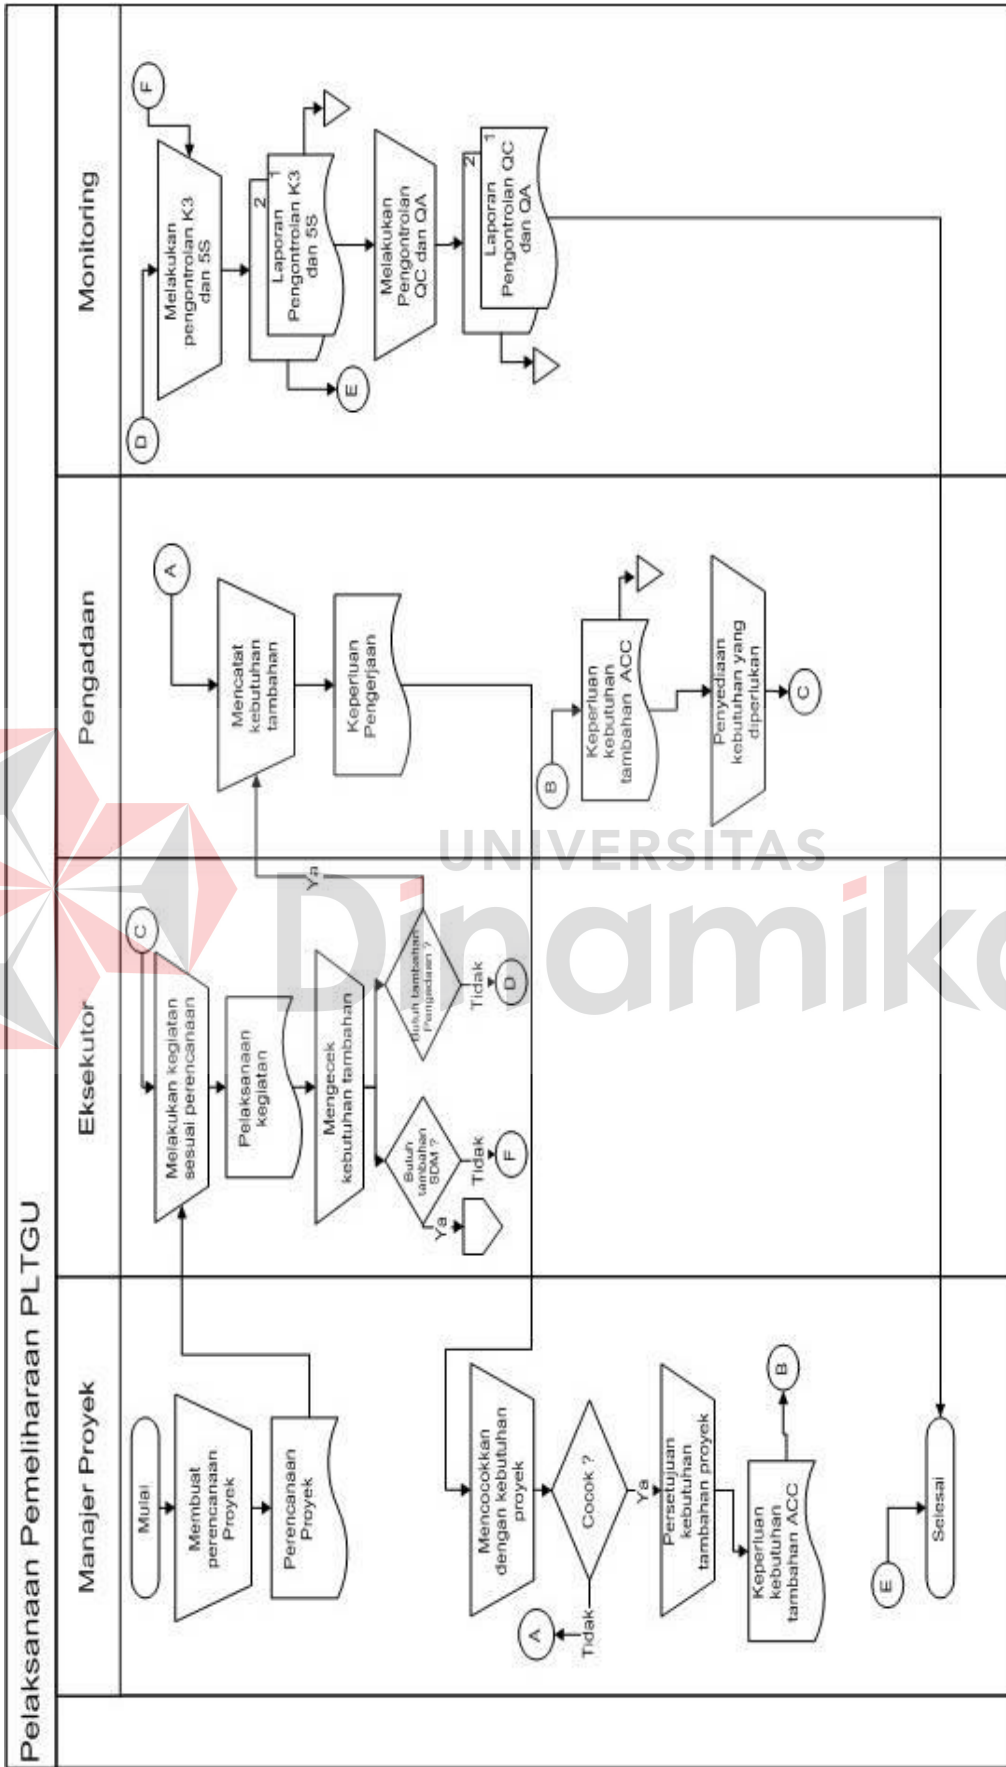 Pelaksanaan Pemeliharaan PLTGU
Manajer Proyek
Eksekutor
Pengadaan
Monitoring
Mulai
Membuat
perencanaan
Proyek
Perencanaan
Proyek
Mencocokkan
dengan kebutuhan
proyek
Cocok ?
Tidak
A
Ya
Persetujuan
kebutuhan
tambahan proyek
Keperluan
kebutuhan
tambahan ACC
B
E
Selesai
C
Melakukan kegiatan
sesuai perencanaan
Pelaksanaan
kegiatan
Mengecek
kebutuhan tambahan
Butuh
tambahan
SDM ?
Ya
Tidak
F
Butuh tambahan
Pengadaan ?
Ya
Tidak
D
A
Mencatat
kebutuhan
tambahan
Keperluan
Pengerjaan
B
Keperluan
kebutuhan
tambahan ACC
Penyediaan
kebutuhan yang
diperlukan
C
D
F
Melakukan
pengontrolan K3
dan 5S
2
1
Laporan
Pengontrolan K3
dan 5S
E
Melakukan
Pengontrolan
QC dan QA
2
1
Laporan
Pengontrolan QC
dan QA
UNIVERSITAS
Dinamika